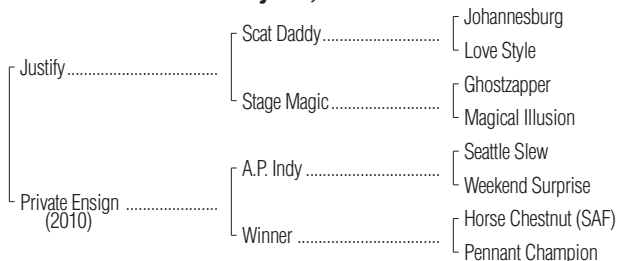 Johannesburg
Scat Daddy
Love Style
Justify
Ghostzapper
Stage Magic
Magical Illusion
Seattle Slew
A.P. Indy
Weekend Surprise
Private Ensign
(2010)
Horse Chestnut (SAF)
Winner
Pennant Champion